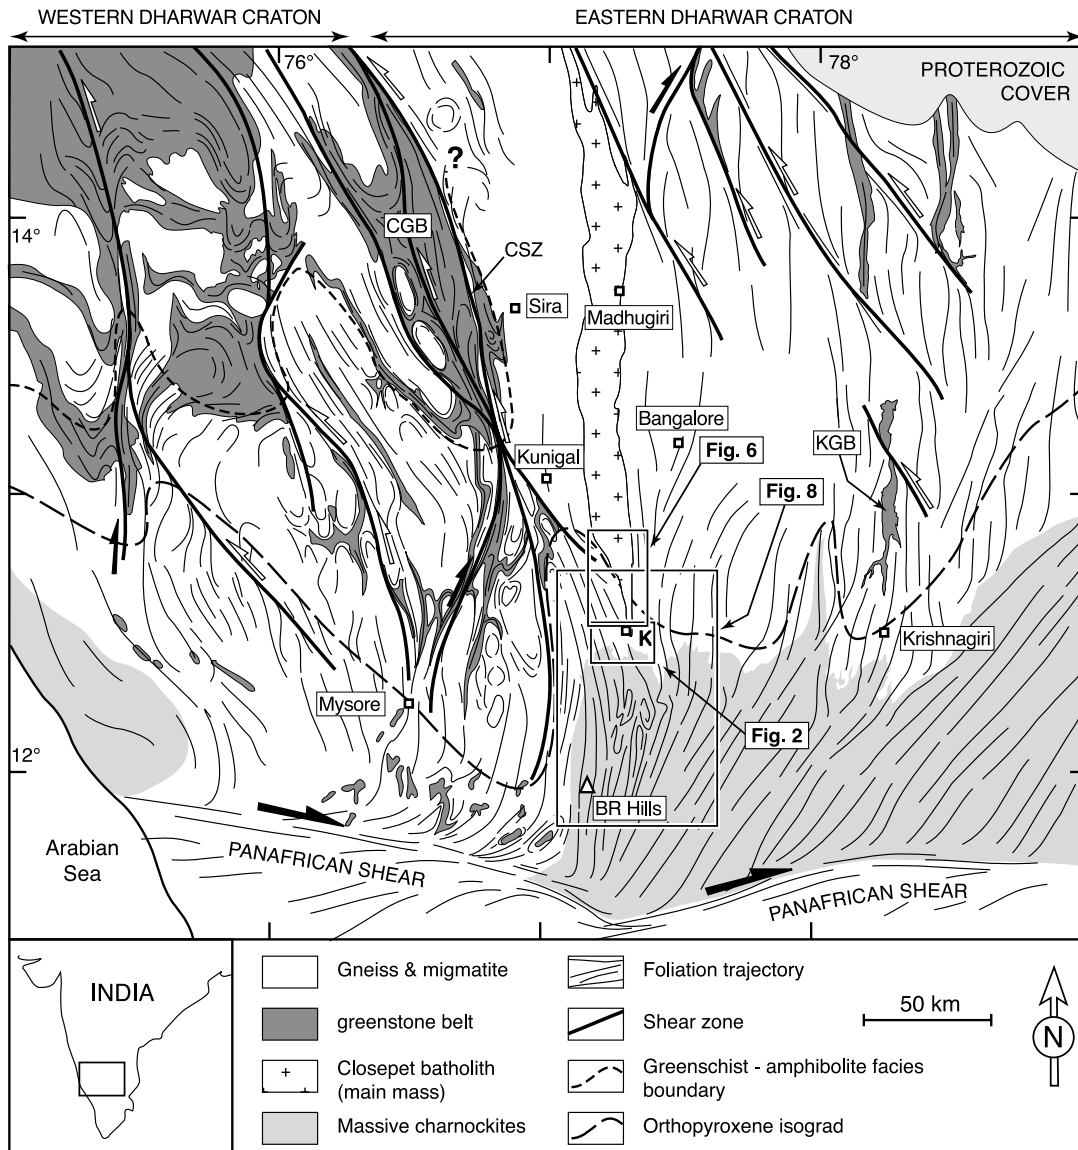 WESTERN DHARWAR CRATON
EASTERN DHARWAR CRATON
76°
78°
PROTEROZOIC
COVER
?
14°
CGB
CSZ
Sira
Madhugiri
Bangalore
Fig. 6
KGB
Kunigal
Fig. 8
K
Krishnagiri
Mysore
Fig. 2
12°
BR Hills
Arabian
Sea
PANAFRICAN SHEAR
PANAFRICAN SHEAR
INDIA
Gneiss & migmatite
greenstone belt
Closepet batholith
(main mass)
Massive charnockites
Foliation trajectory
Shear zone
Greenschist - amphibolite facies
boundary
Orthopyroxene isograd
50 km
N